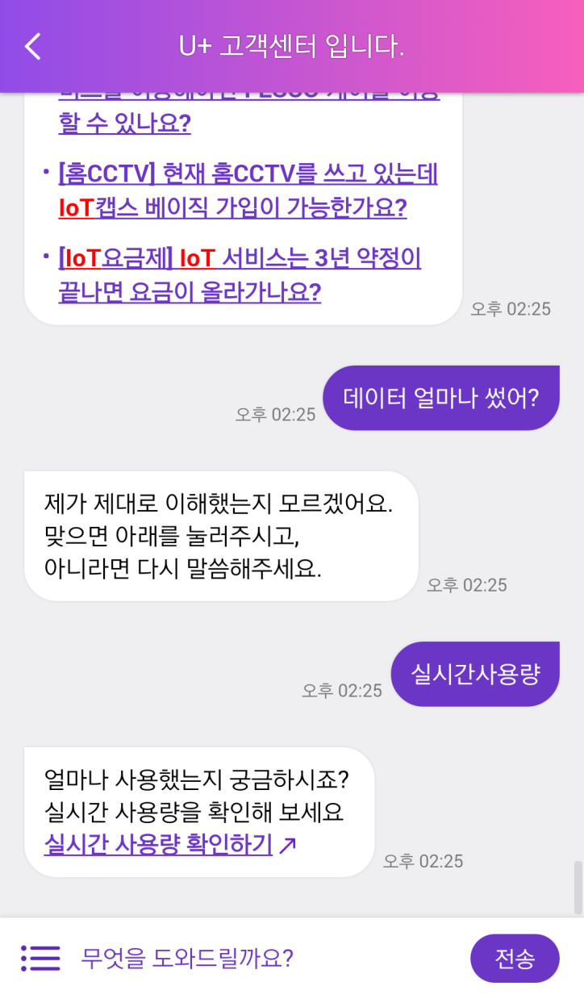 U+ 고객센터 입니다.
할 수 있나요?
• [홈CCTV] 현재 홈CCTV를 쓰고 있는데
IoT캡스 베이직 가입이 가능한가요?
• [IoT요금제] IoT 서비스는 3년 약정이
끝나면 요금이 올라가나요?
오후 02:25
데이터 얼마나 썼어?
오후 02:25
제가 제대로 이해했는지 모르겠어요.
맞으면 아래를 눌러주시고,
아니라면 다시 말씀해주세요.
오후 02:25
실시간사용량
오후 02:25
얼마나 사용했는지 궁금하시죠?
실시간 사용량을 확인해 보세요
실시간 사용량 확인하기↗
오후 02:25
무엇을 도와드릴까요?
전송